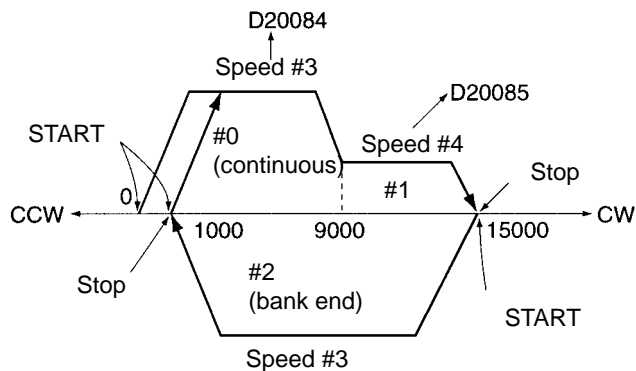 D20084
Speed #3
D20085
START
#0
(continuous)
Speed #4
0
#1
Stop
CCW
CW
1000
9000
15000
Stop
#2
(bank end)
START
Speed #3